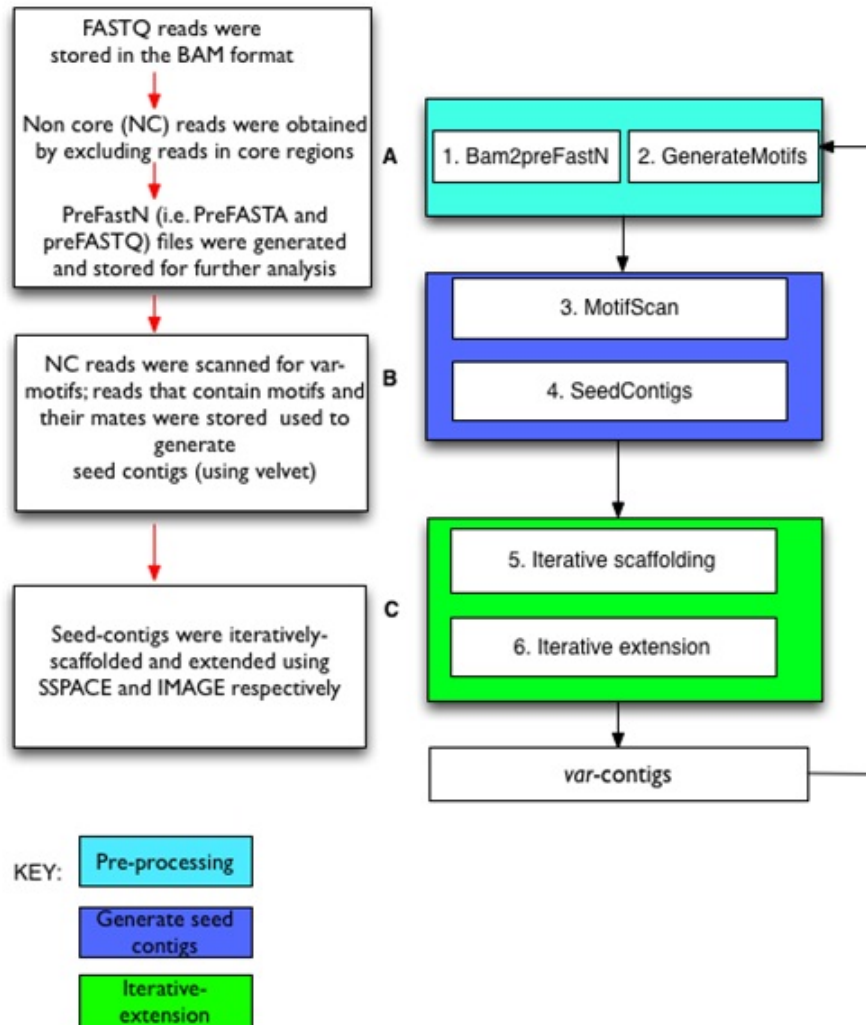 FASTQ reads were
stored in the BAM format
Non core (NC) reads were obtained
by excluding reads in core regions
PreFastN (i.e. PreFASTA and
preFASTQ) files were generated
and stored for further analysis
NC reads were scanned for var-
motifs; reads that contain motifs and
their mates were stored used to
generate
seed contigs (using velvet)
Seed-contigs were iteratively-
scaffolded and extended using
SSPACE and IMAGE respectively
A
1. Bam2preFastN
2. GenerateMotifs
B
3. MotifScan
4. SeedContigs
C
5. Iterative scaffolding
6. Iterative extension
var-contigs
KEY:
Pre-processing
Generate seed
contigs
Iterative-
extension